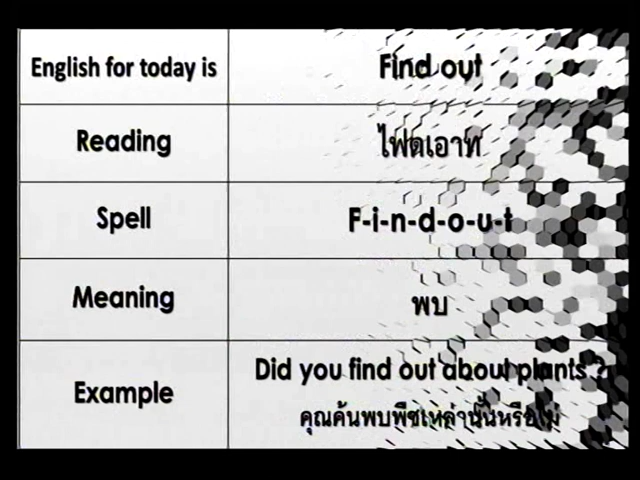 English for today is
Find out
Reading
ไฟดเอาท
Spell
F-i-n-d-o-u-t
Meaning
พบ
Example
Did you find out about plants ?
คุณค้นพบพืชเหล่านั้นหรือไม่